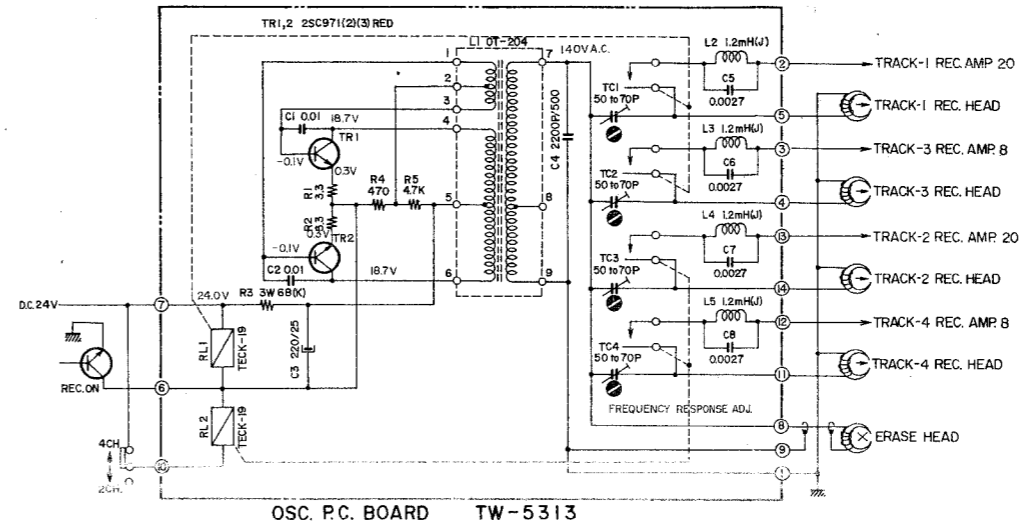 TR1,2 2SC971(2)(3)RED
L1 OT-204
1
2
3
4
5
6
7
8
9
140V A.C.
C1 0.01
18.7V
TR1
-0.1V
0.3V
R1
3.3
R2
3.3
0.3V
TR2
-0.1V
C2 0.01
18.7V
R4
470
R5
4.7K
C4 2200P/500
R3 3W 68(K)
24.0V
D.C. 24V
7
RL1
TECK-19
C3 220/25
REC.ON
6
RL2
TECK-19
4CH
2CH.
10
TC1
50 to 70P
TC2
50 to 70P
TC3
50 to 70P
TC4
50 to 70P
FREQUENCY RESPONSE ADJ.
L2 1.2mH(J)
C5
0.0027
L3 1.2mH(J)
C6
0.0027
L4 1.2mH(J)
C7
0.0027
L5 1.2mH(J)
C8
0.0027
2
TRACK-1 REC. AMP. 20
5
TRACK-1 REC. HEAD
3
TRACK-3 REC. AMP. 8
4
TRACK-3 REC. HEAD
13
TRACK-2 REC. AMP. 20
14
TRACK-2 REC. HEAD
12
TRACK-4 REC. AMP. 8
11
TRACK-4 REC. HEAD
8
ERASE HEAD
9
1
OSC. P.C. BOARD TW-5313